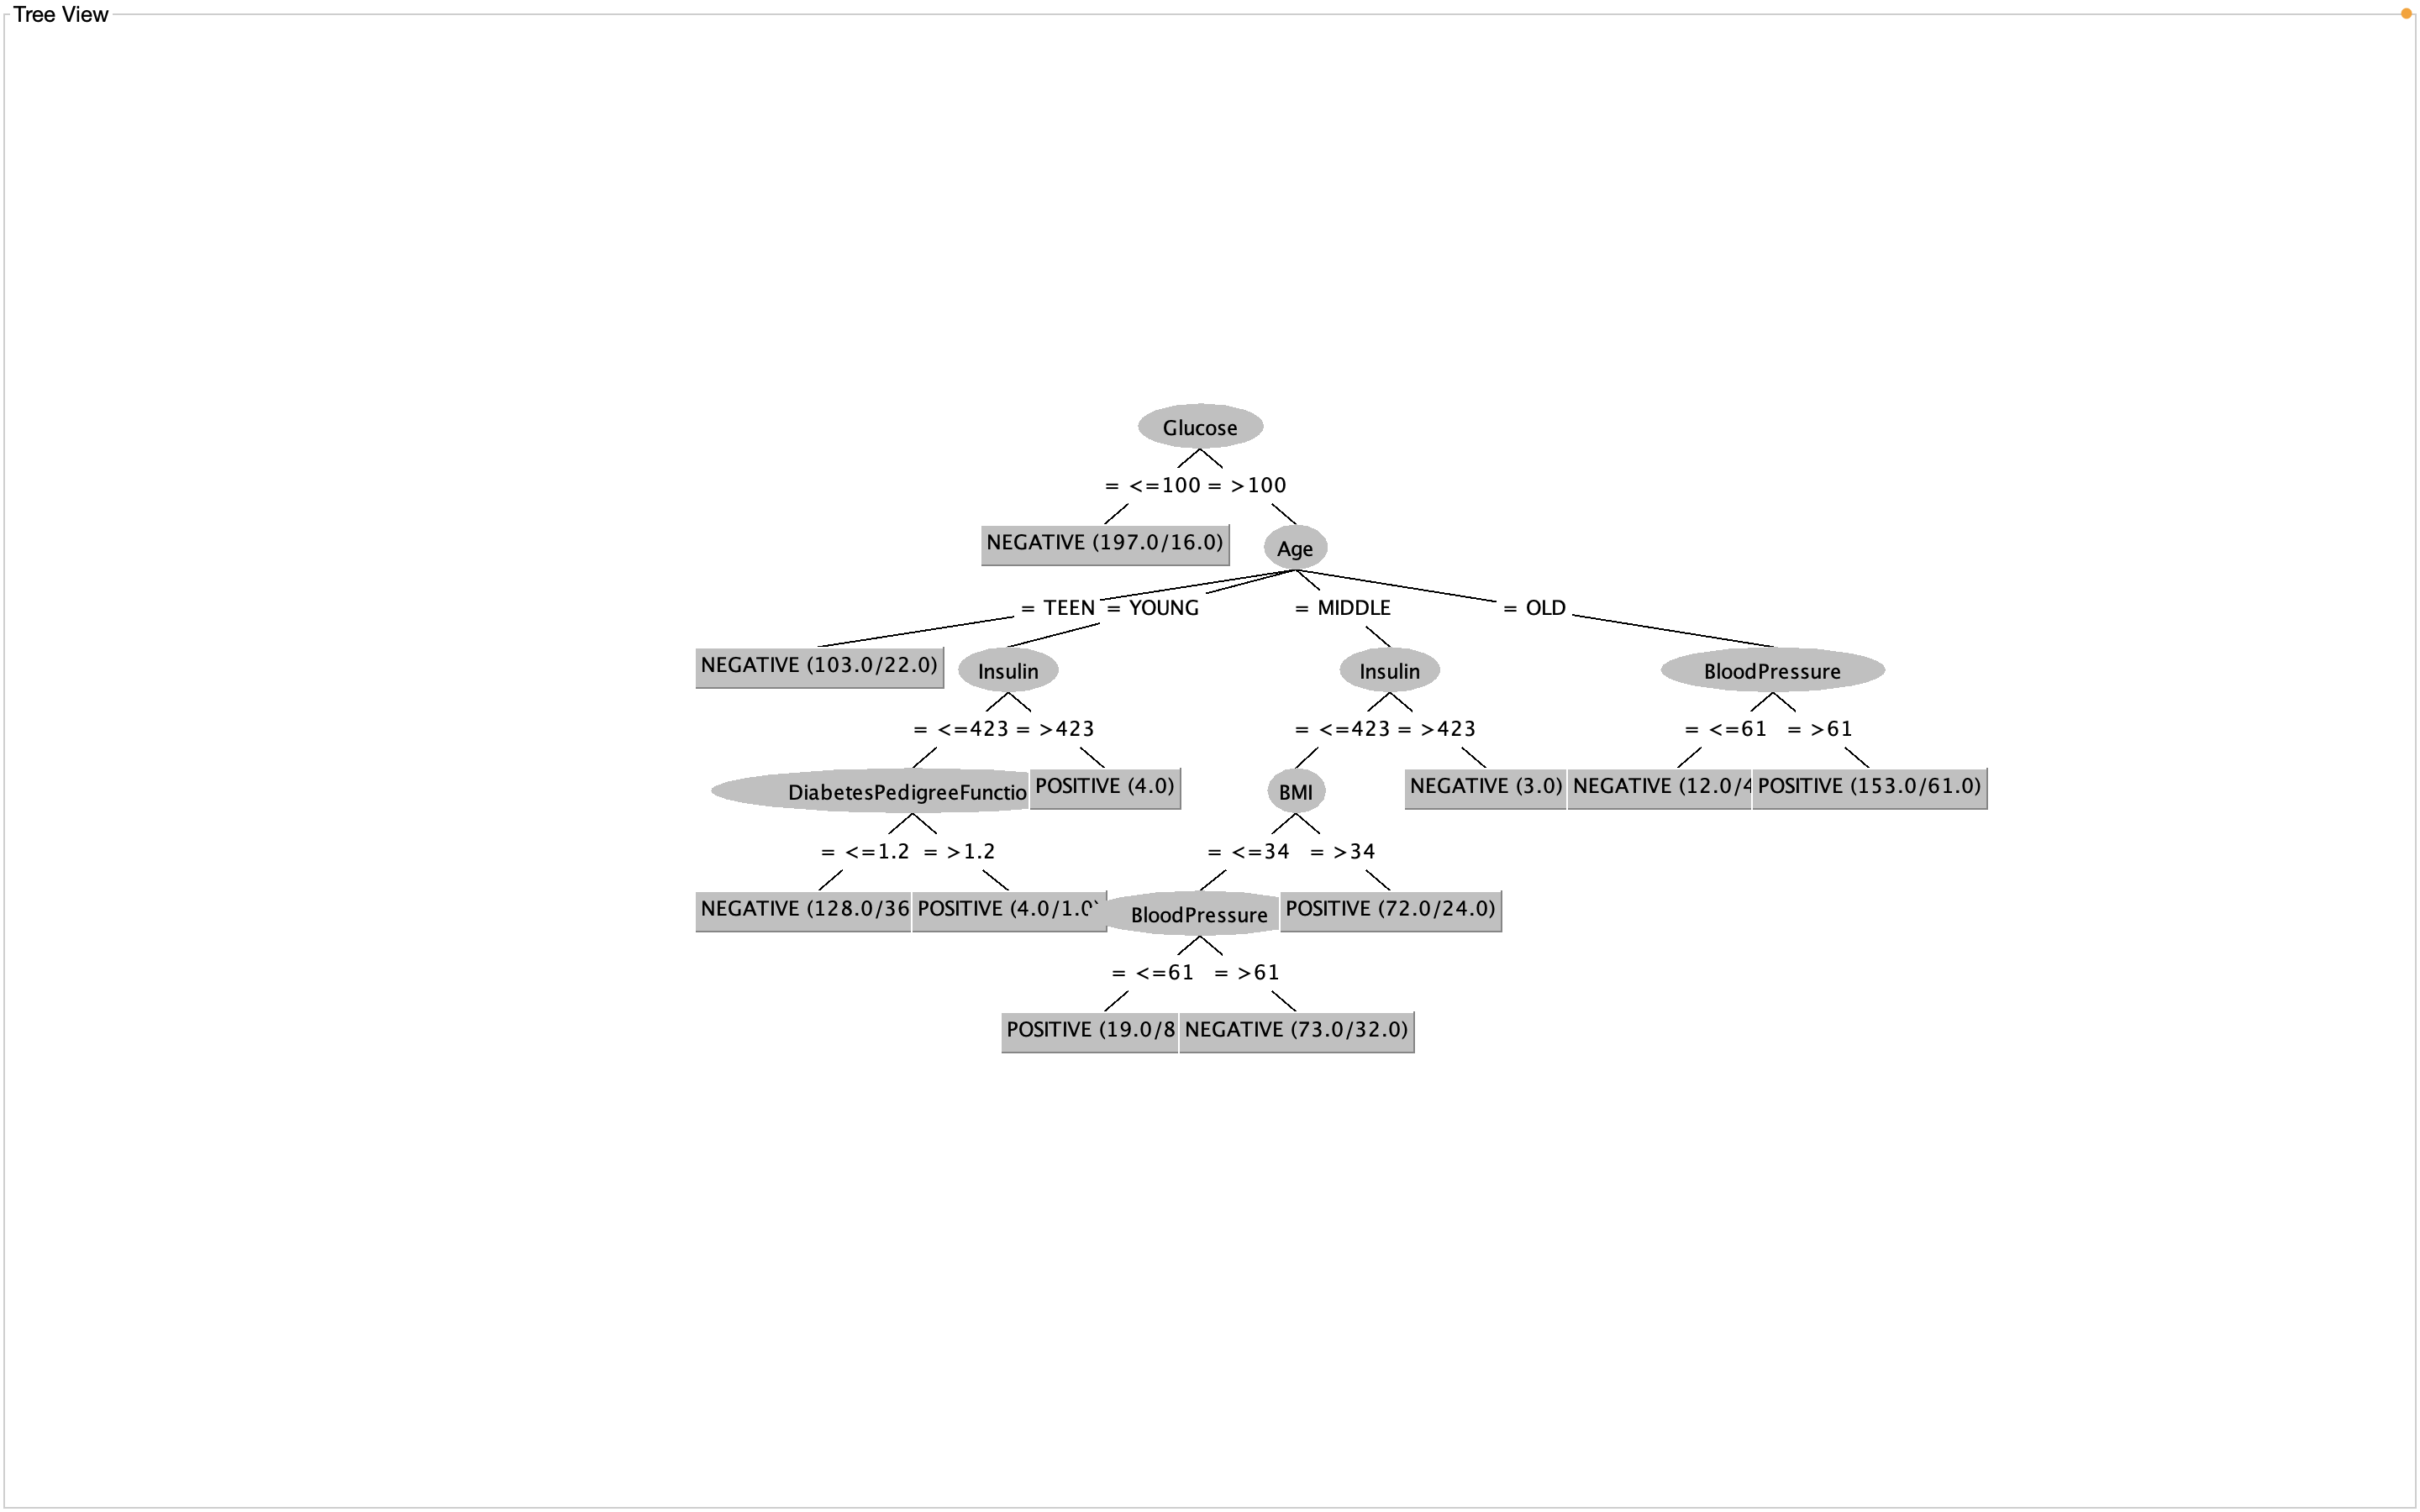 Tree View
Glucose
= <=100 = >100
NEGATIVE (197.0/16.0)
Age
= TEEN = YOUNG = MIDDLE = OLD
NEGATIVE (103.0/22.0)
Insulin
Insulin
BloodPressure
= <=423 = >423
= <=423 = >423
= <=61 = >61
DiabetesPedigreeFunctio
POSITIVE (4.0)
BMI
NEGATIVE (3.0)
NEGATIVE (12.0/4
POSITIVE (153.0/61.0)
= <=1.2 = >1.2
= <=34 = >34
NEGATIVE (128.0/36
POSITIVE (4.0/1.0)
BloodPressure
POSITIVE (72.0/24.0)
= <=61 = >61
POSITIVE (19.0/8
NEGATIVE (73.0/32.0)